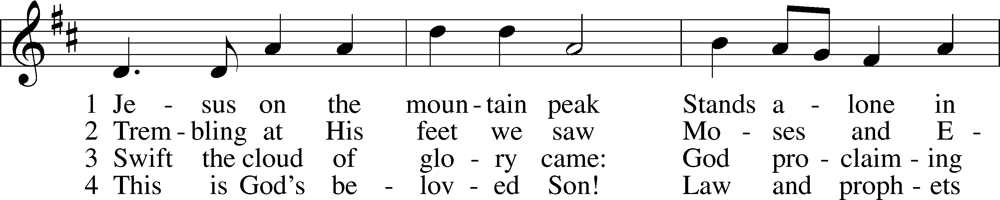 1 Je - sus on the moun - tain peak Stands a - lone in
2 Trem - bling at His feet we saw Mo - ses and E -
3 Swift the cloud of glo - ry came: God pro - claim - ing
4 This is God's be - lov - ed Son! Law and proph - ets